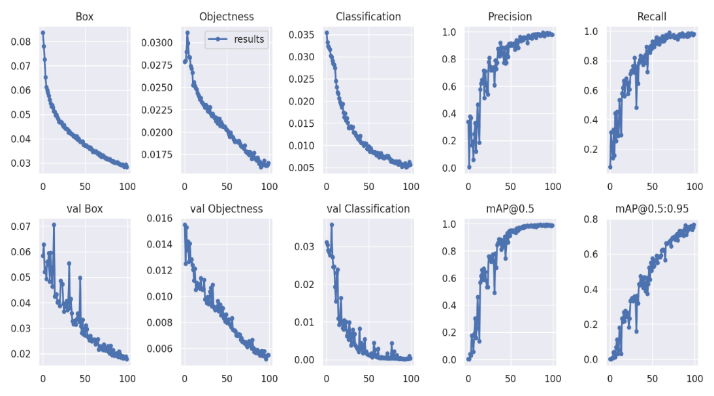 Box
Objectness
Classification
Precision
Recall
0.08
0.07
0.06
0.05
0.04
0.03
0 50 100
0.0300
0.0275
0.0250
0.0225
0.0200
0.0175
0 50 100
results
0.035
0.030
0.025
0.020
0.015
0.010
0.005
0 50 100
1.0
0.8
0.6
0.4
0.2
0.0
0 50 100
1.0
0.8
0.6
0.4
0.2
0 50 100
val Box
val Objectness
val Classification
mAP@0.5
mAP@0.5:0.95
0.07
0.06
0.05
0.04
0.03
0.02
0 50 100
0.016
0.014
0.012
0.010
0.008
0.006
0 50 100
0.03
0.02
0.01
0.00
0 50 100
1.0
0.8
0.6
0.4
0.2
0.0
0 50 100
0.8
0.6
0.4
0.2
0.0
0 50 100